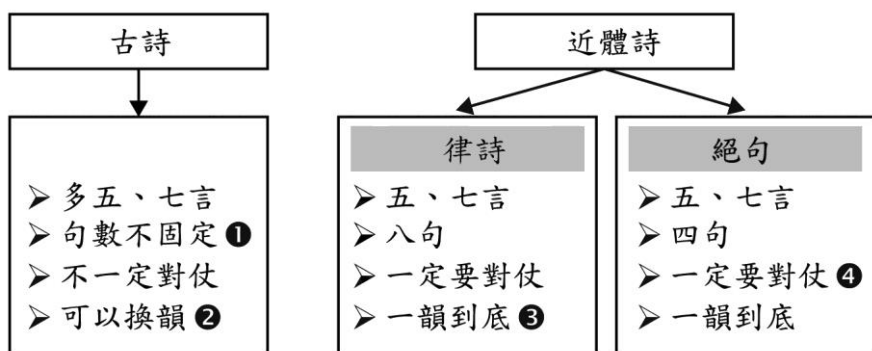 古詩
➢ 多五、七言
➢ 句數不固定❶
➢ 不一定對仗
➢ 可以換韻❷
近體詩
律詩
➢ 五、七言
➢ 八句
➢ 一定要對仗
➢ 一韻到底❸
絕句
➢ 五、七言
➢ 四句
➢ 一定要對仗❹
➢ 一韻到底